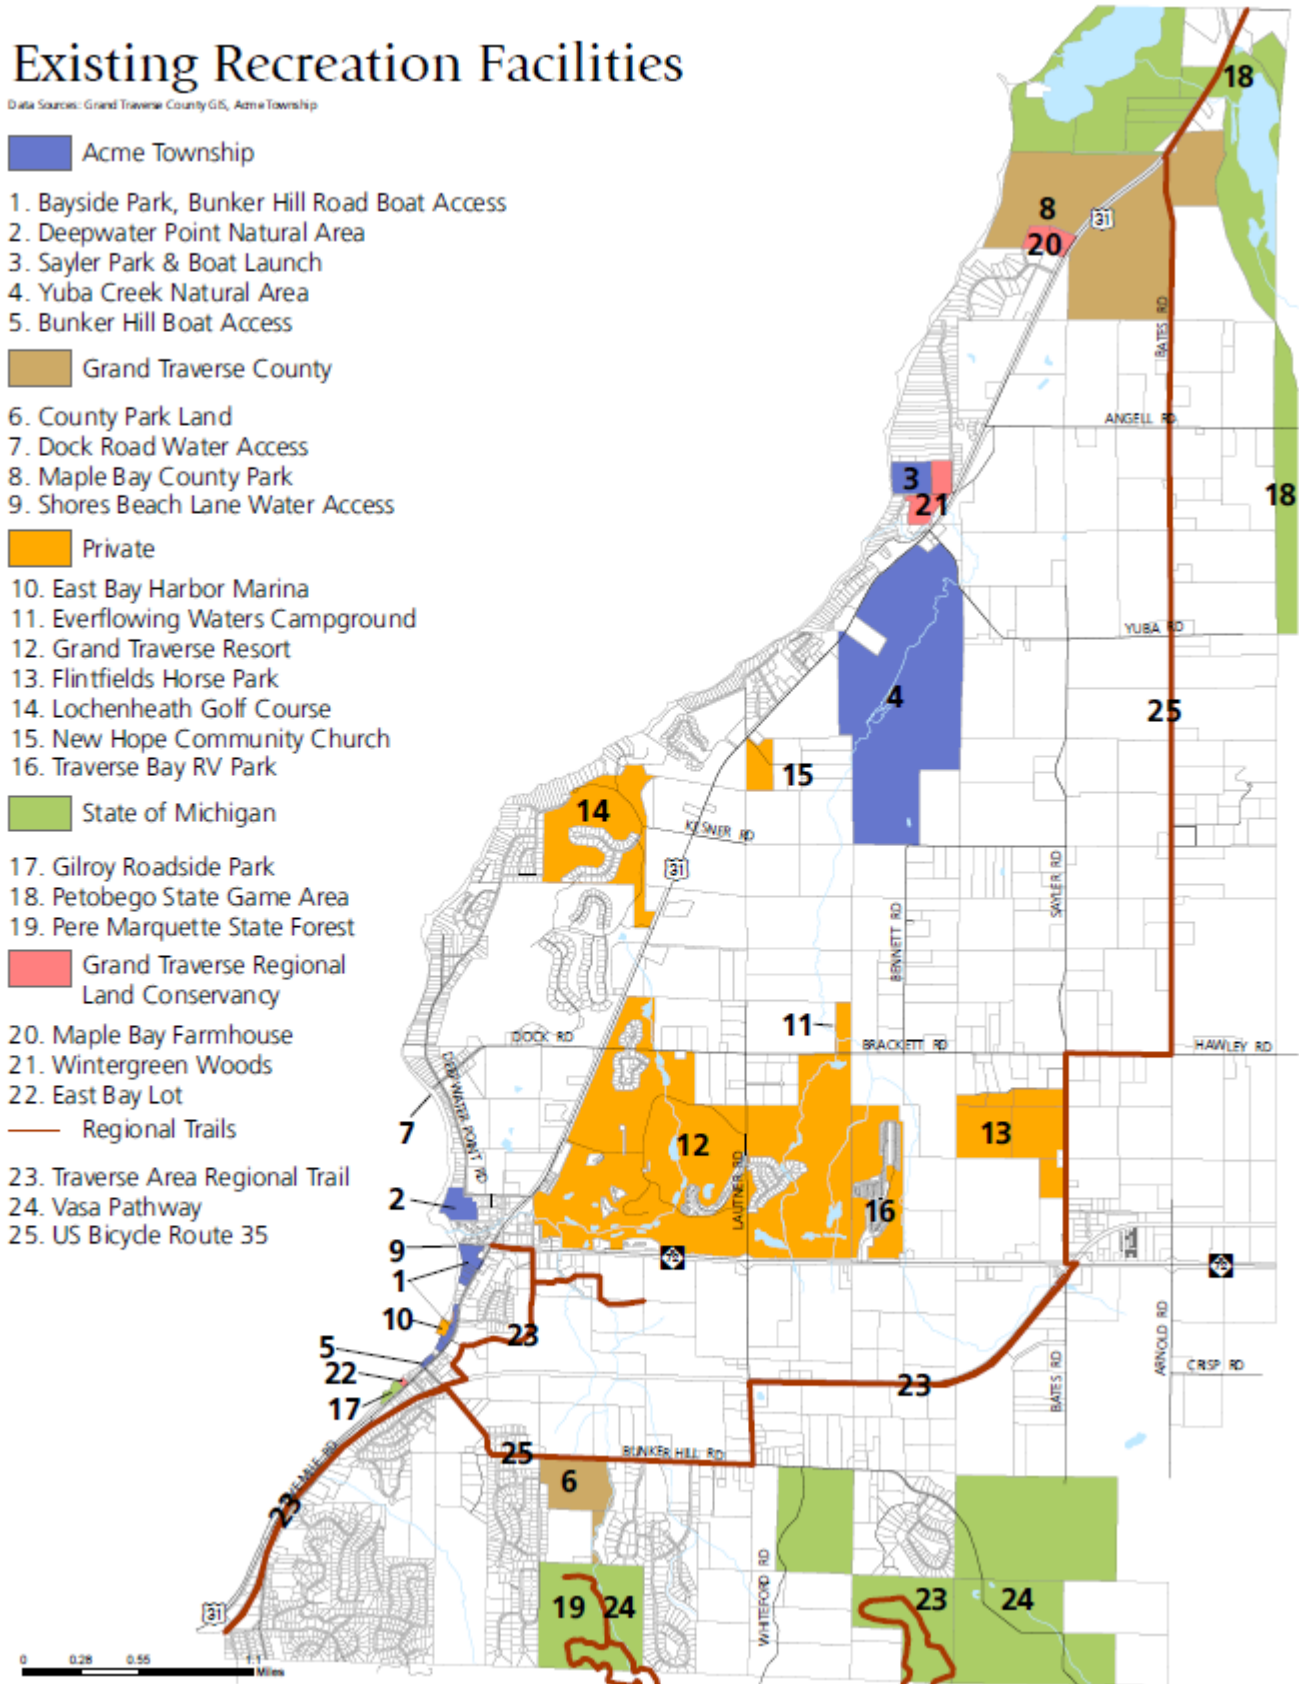 Existing Recreation Facilities
Data Sources: Grand Traverse County GIS, Acme Township
Acme Township
1. Bayside Park, Bunker Hill Road Boat Access
2. Deepwater Point Natural Area
3. Sayler Park & Boat Launch
4. Yuba Creek Natural Area
5. Bunker Hill Boat Access
Grand Traverse County
6. County Park Land
7. Dock Road Water Access
8. Maple Bay County Park
9. Shores Beach Lane Water Access
Private
10. East Bay Harbor Marina
11. Everflowing Waters Campground
12. Grand Traverse Resort
13. Flintfields Horse Park
14. Lochenheath Golf Course
15. New Hope Community Church
16. Traverse Bay RV Park
State of Michigan
17. Gilroy Roadside Park
18. Petobego State Game Area
19. Pere Marquette State Forest
Grand Traverse Regional
Land Conservancy
20. Maple Bay Farmhouse
21. Wintergreen Woods
22. East Bay Lot
Regional Trails
23. Traverse Area Regional Trail
24. Vasa Pathway
25. US Bicycle Route 35
18
8
31
20
BATES RD
ANGELL RD
3
21
18
YUBA RD
4
25
15
14
KESNER RD
31
SAYLER RD
BENNETT RD
11
DOCK RD
BRACKETT RD
HAWLEY RD
DEEPWATER POINT RD
7
12
13
LAUTNER RD
2
16
9
72
72
1
10
23
5
22
17
23
ARNOLD RD
BATES RD
CRISP RD
25
BUNKER HILL RD
6
23
WHITEFORD RD
19
24
23
24
31
0
0.28
0.55
1.1
Miles